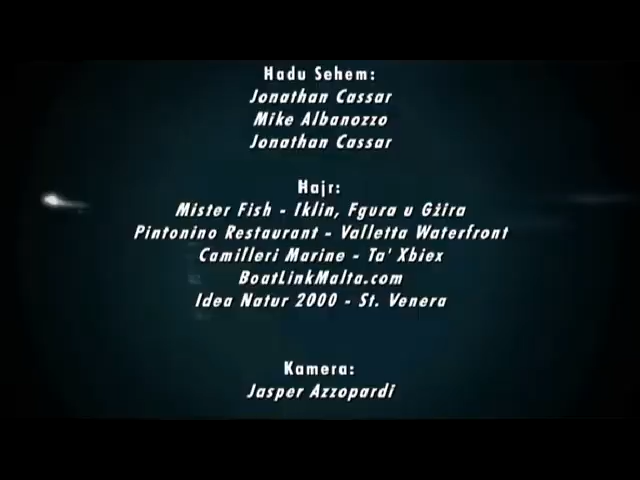 Hadu Sehem:
Jonathan Cassar
Mike Albanozzo
Jonathan Cassar
Hajr:
Mister Fish - Iklin, Fgura u Gżira
Pintonino Restaurant - Valletta Waterfront
Camilleri Marine - Ta' Xbiex
BoatLinkMalta.com
Idea Natur 2000 - St. Venera
Kamera:
Jasper Azzopardi